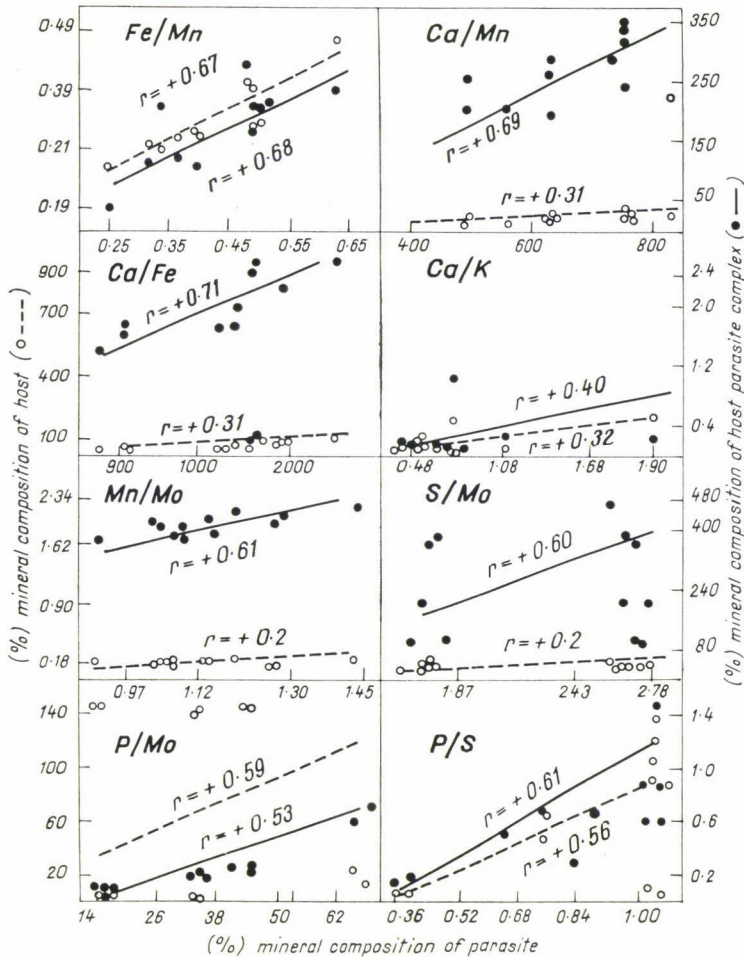 (%) mineral composition of host (○---)
(%) mineral composition of host parasite complex (●—)
Fe/Mn
0·49
0·39
0·21
0·19
r=+0.67
r=+0.68
0·25 0·35 0·45 0·55 0·65
Ca/Mn
350
250
150
50
r=+0.69
r=+0.31
400 600 800
Ca/Fe
900
700
400
100
r=+0.71
r=+0.31
900 1000 2000
Ca/K
2.4
2.0
1.2
0.4
r=+0.40
r=+0.32
0.48 1.08 1.68 1.90
Mn/Mo
2·34
1·62
0·90
0·18
r=+0.61
r=+0.2
0.97 1.12 1.30 1.45
S/Mo
480
400
240
80
r=+0.60
r=+0.2
1.87 2.43 2.78
P/Mo
140
100
60
20
r=+0.59
r=+0.53
14 26 38 50 62
P/S
1.4
1.0
0.6
0.2
r=+0.61
r=+0.56
0.36 0.52 0.68 0.84 1.00
(%) mineral composition of parasite